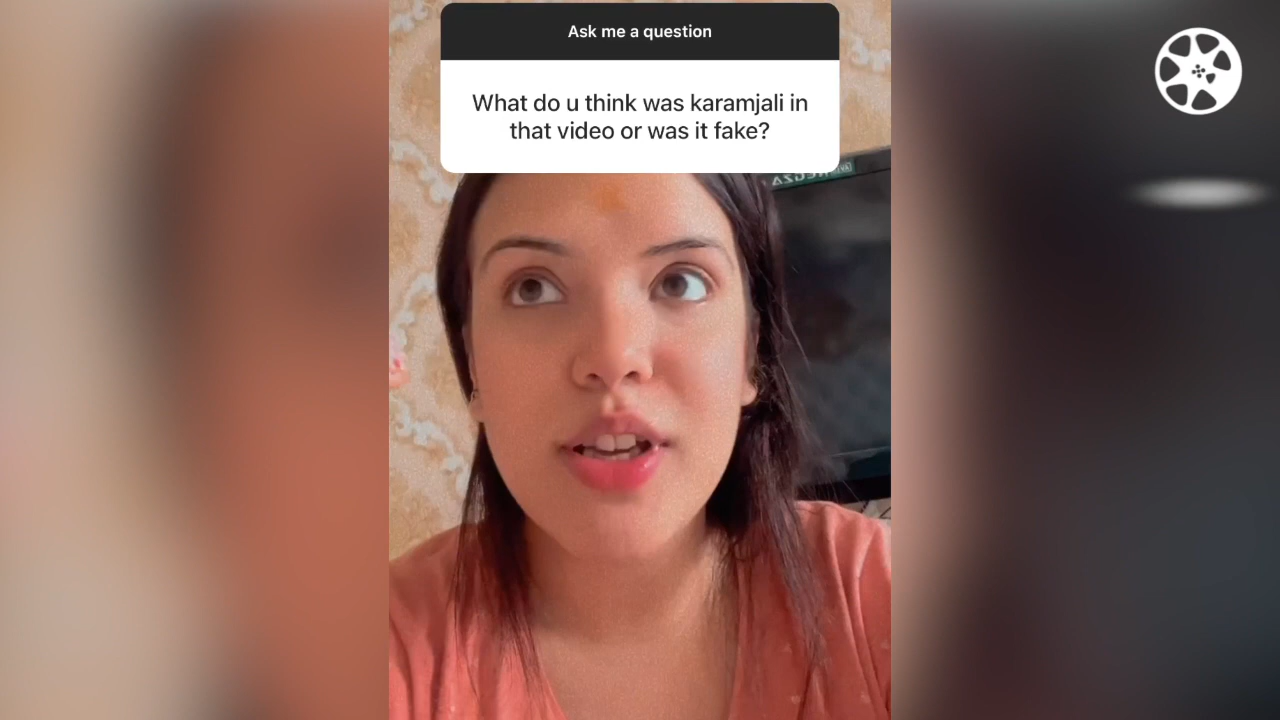 Ask me a question
What do u think was karamjali in
that video or was it fake?